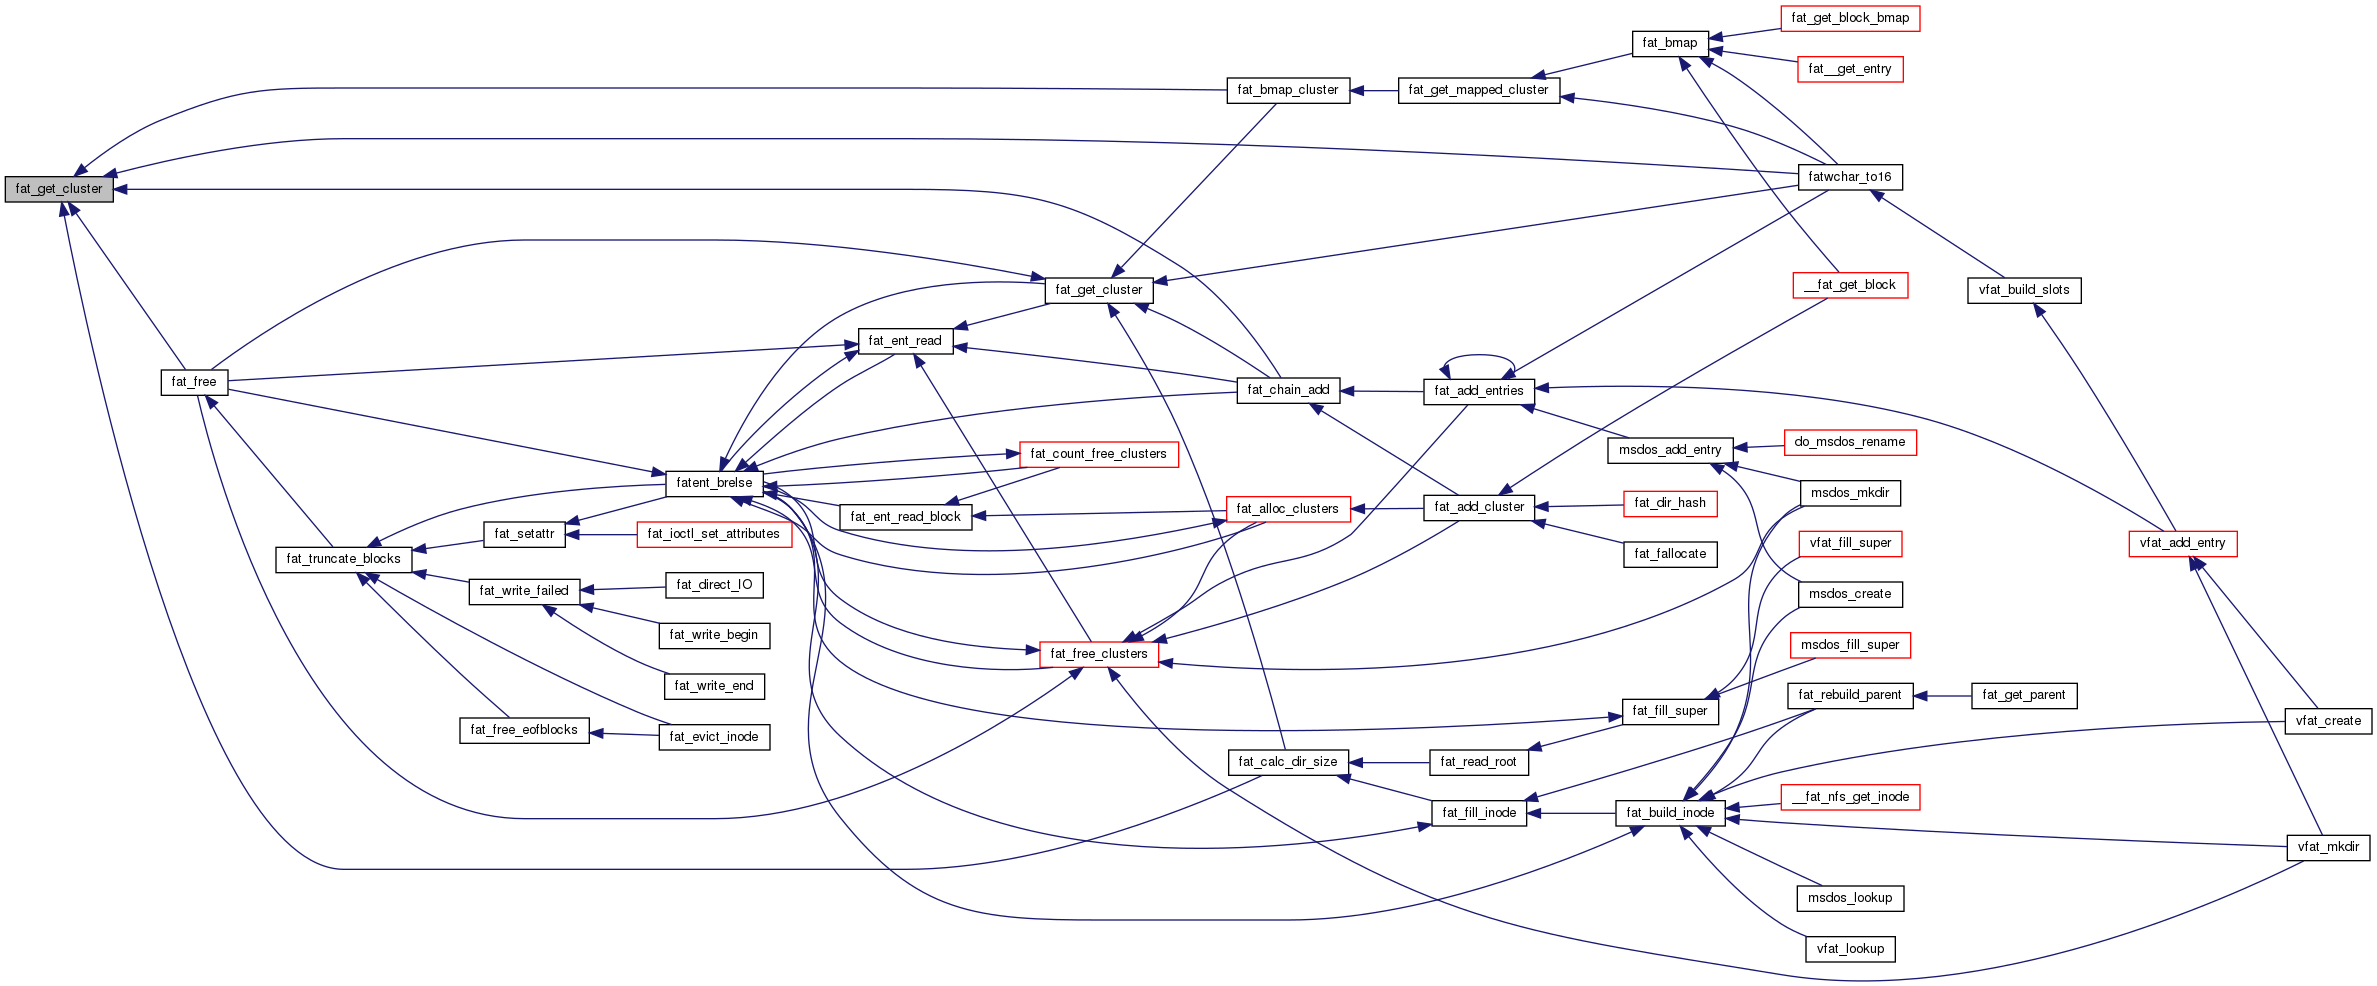 fat_get_block_bmap
fat_bmap
fat__get_entry
fat_bmap_cluster
fat_get_mapped_cluster
fat_get_cluster
fatwchar_to16
fat_get_cluster
__fat_get_block
vfat_build_slots
fat_ent_read
fat_free
fat_chain_add
fat_add_entries
do_msdos_rename
msdos_add_entry
fat_count_free_clusters
fatent_brelse
msdos_mkdir
fat_dir_hash
fat_add_cluster
fat_alloc_clusters
fat_ent_read_block
fat_setattr
fat_ioctl_set_attributes
vfat_fill_super
vfat_add_entry
fat_fallocate
fat_truncate_blocks
fat_direct_IO
fat_write_failed
msdos_create
fat_write_begin
msdos_fill_super
fat_free_clusters
fat_write_end
fat_rebuild_parent
fat_get_parent
fat_fill_super
vfat_create
fat_free_eofblocks
fat_evict_inode
fat_calc_dir_size
fat_read_root
__fat_nfs_get_inode
fat_fill_inode
fat_build_inode
vfat_mkdir
msdos_lookup
vfat_lookup